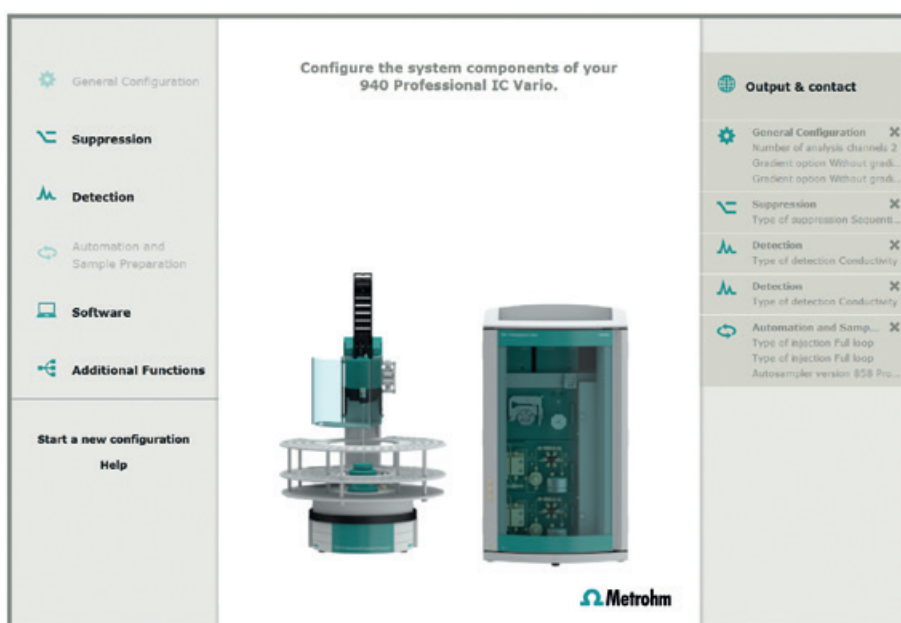 General Configuration
Suppression
Detection
Automation and
Sample Preparation
Software
Additional Functions
Start a new configuration
Help
Configure the system components of your
940 Professional IC Vario.
Metrohm
Output & contact
General Configuration
Number of analysis channels 2
Gradient option Without gradi...
Gradient option Without gradi...
Suppression
Type of suppression Sequenti...
Detection
Type of detection Conductivity
Detection
Type of detection Conductivity
Automation and Samp...
Type of injection Full loop
Type of injection Full loop
Autosampler version 858 Pro...